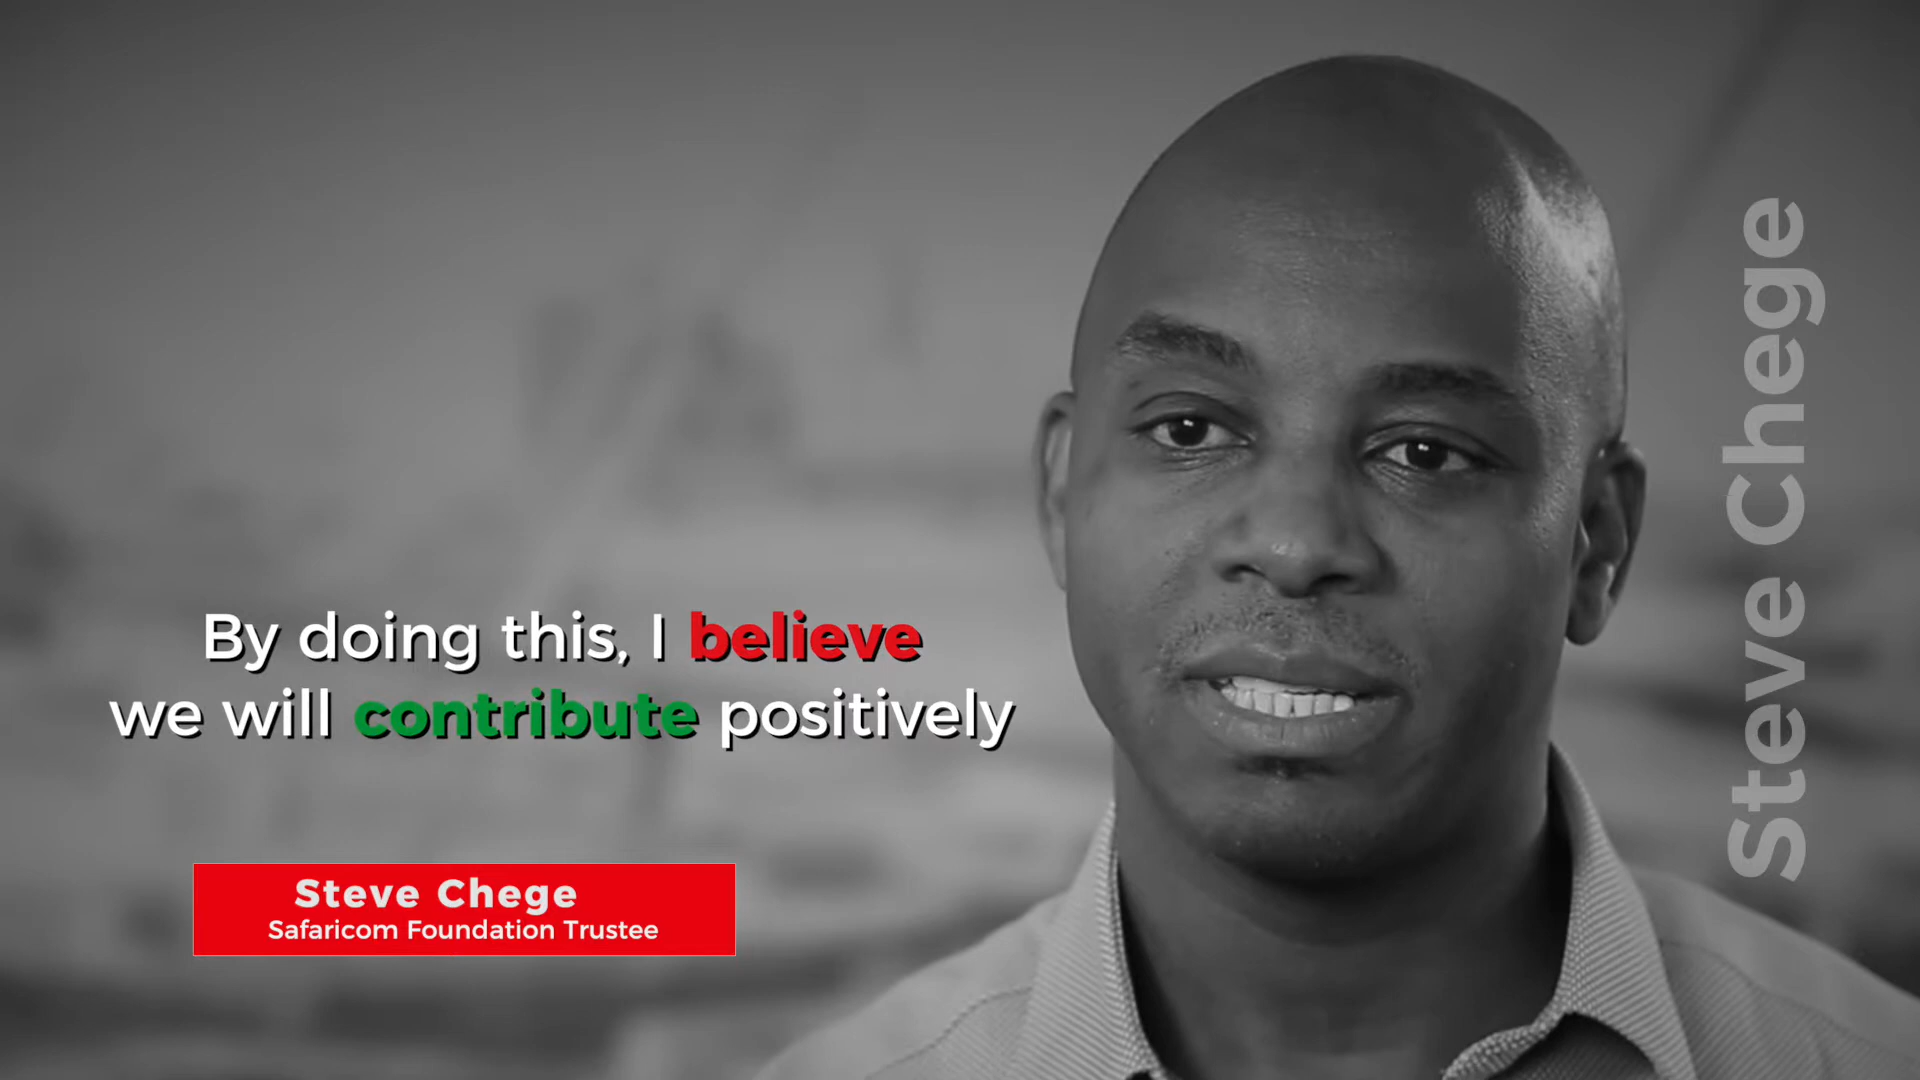 By doing this, I believe
we will contribute positively
Steve Chege
Safaricom Foundation Trustee
Steve Chege